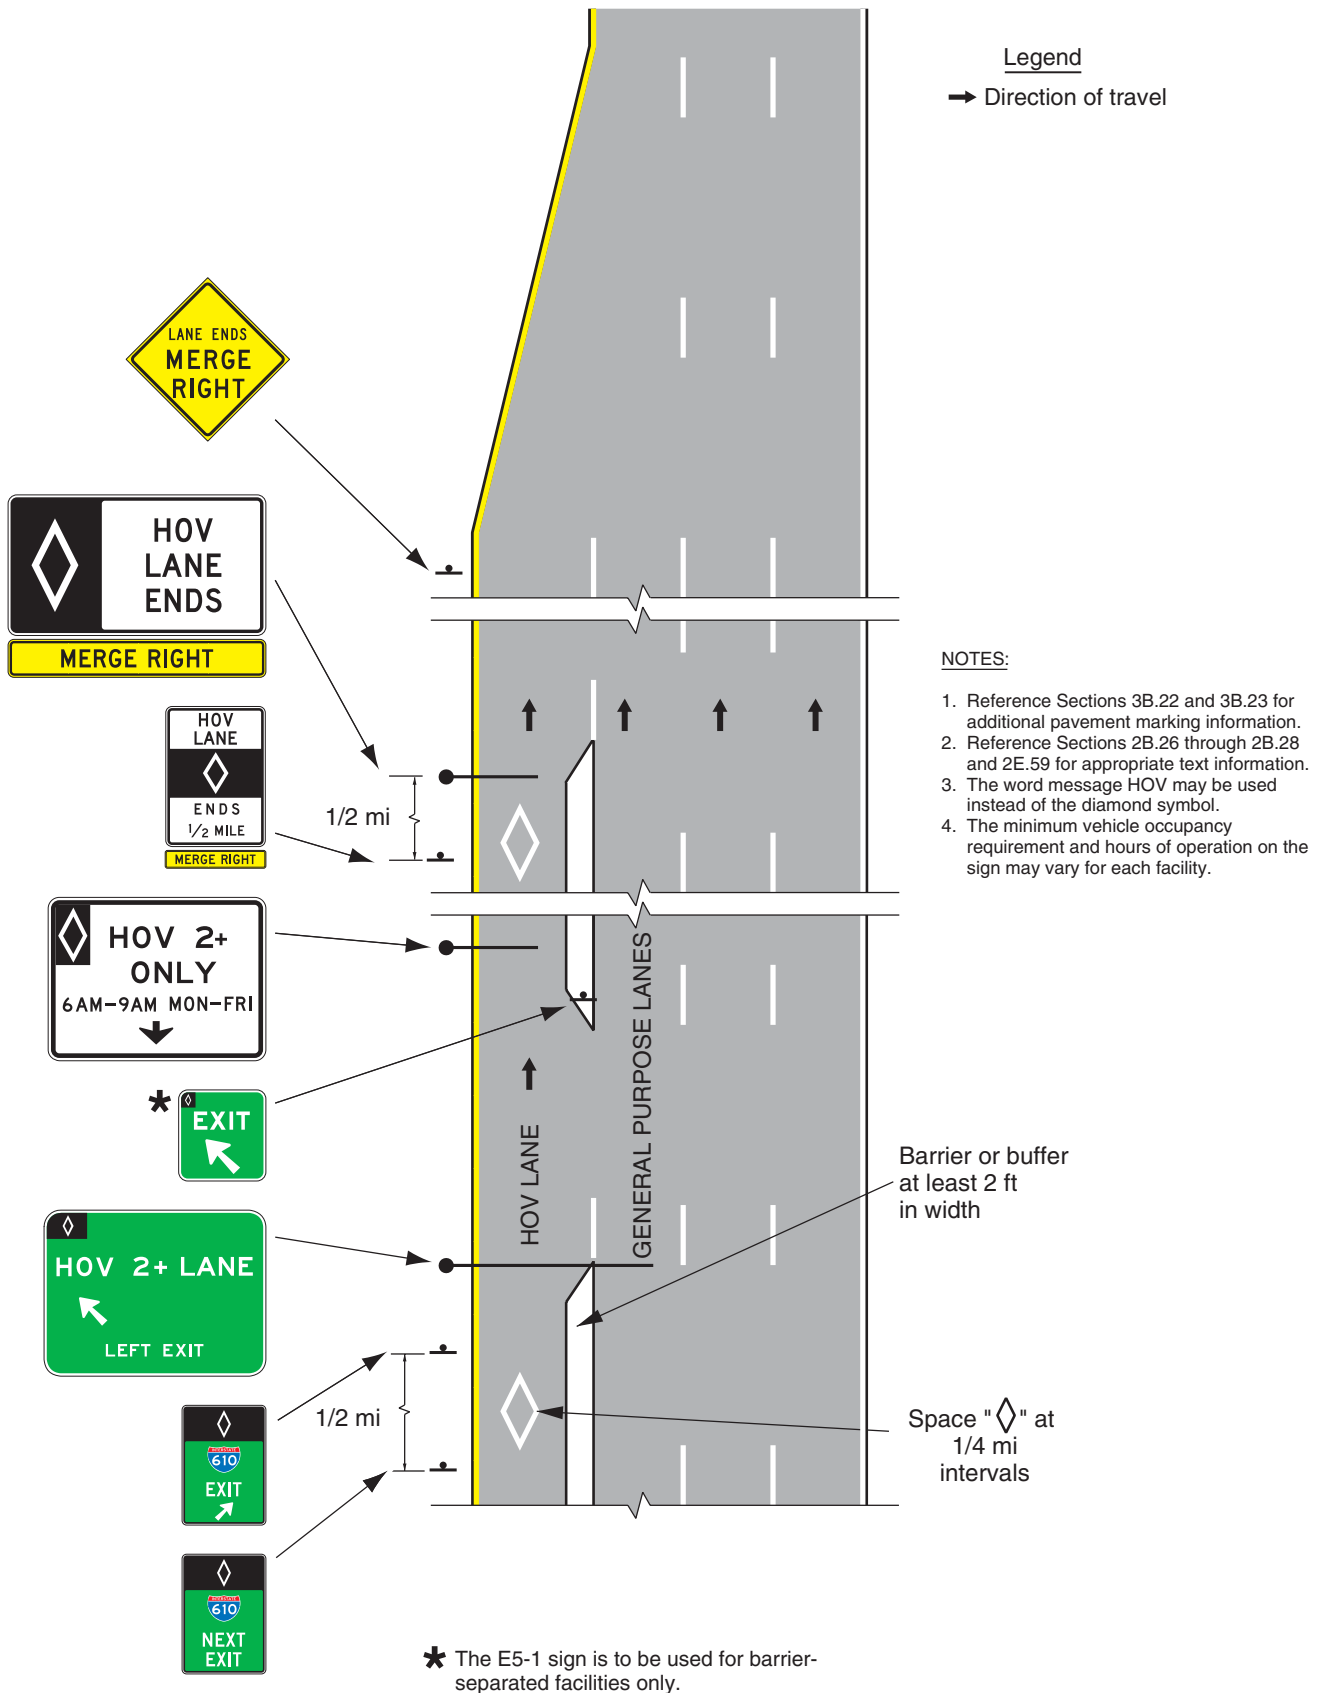 Legend
Direction of travel
LANE ENDS
MERGE
RIGHT
HOV
LANE
ENDS
MERGE RIGHT
HOV
LANE
ENDS
1/2 MILE
MERGE RIGHT
1/2 mi
NOTES:
1. Reference Sections 3B.22 and 3B.23 for
additional pavement marking information.
2. Reference Sections 2B.26 through 2B.28
and 2E.59 for appropriate text information.
3. The word message HOV may be used
instead of the diamond symbol.
4. The minimum vehicle occupancy
requirement and hours of operation on the
sign may vary for each facility.
HOV 2+
ONLY
6AM–9AM MON–FRI
* EXIT
HOV LANE
GENERAL PURPOSE LANES
Barrier or buffer
at least 2 ft
in width
HOV 2+ LANE
LEFT EXIT
1/2 mi
INTERSTATE
610
EXIT
Space "◊" at
1/4 mi
intervals
INTERSTATE
610
NEXT
EXIT
* The E5-1 sign is to be used for barrier-
separated facilities only.